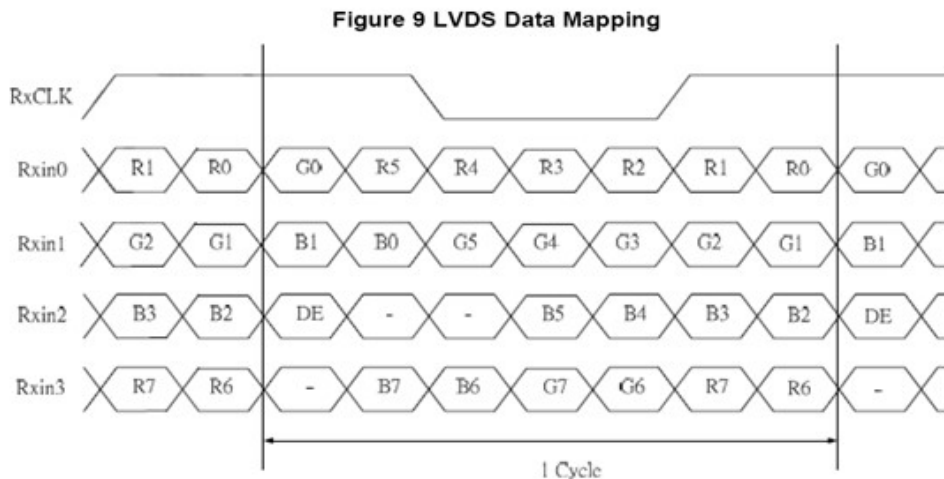 Figure 9 LVDS Data Mapping
RxCLK
Rxin0 R1 R0 G0 R5 R4 R3 R2 R1 R0 G0
Rxin1 G2 G1 B1 B0 G5 G4 G3 G2 G1 B1
Rxin2 B3 B2 DE - - B5 B4 B3 B2 DE
Rxin3 R7 R6 - B7 B6 G7 G6 R7 R6 -
1 Cycle